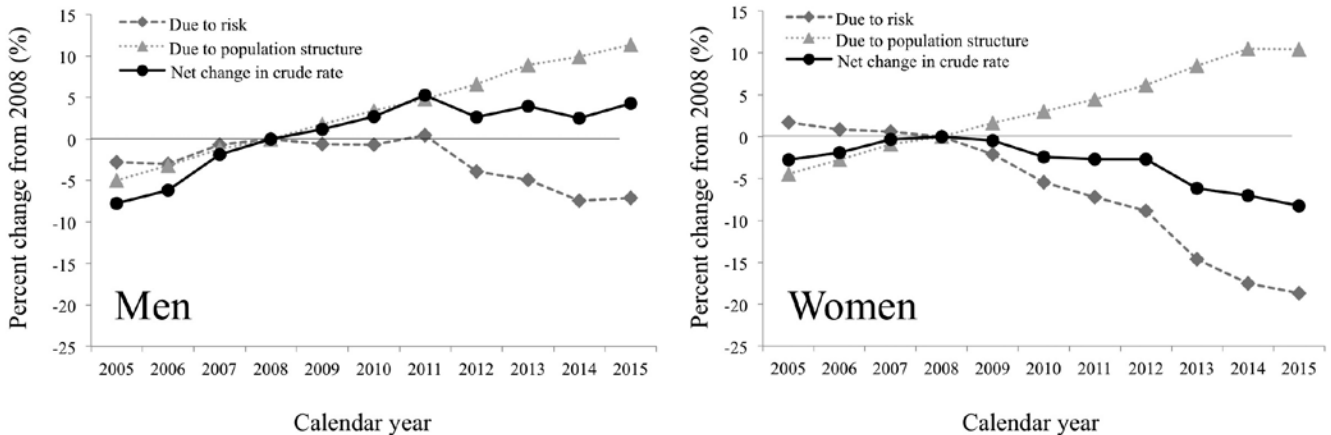 Percent change from 2008 (%)
15
10
5
0
-5
-10
-15
-20
-25
Due to risk
Due to population structure
Net change in crude rate
Men
2005 2006 2007 2008 2009 2010 2011 2012 2013 2014 2015
Calendar year
Percent change from 2008 (%)
15
10
5
0
-5
-10
-15
-20
-25
Due to risk
Due to population structure
Net change in crude rate
Women
2005 2006 2007 2008 2009 2010 2011 2012 2013 2014 2015
Calendar year